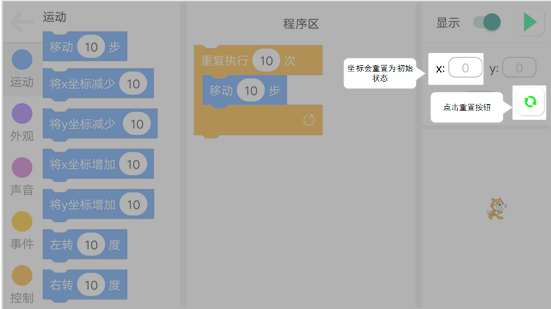 运动
程序区
显示
移动 10 步
重复执行 10 次
坐标会重置为初始
状态
x: 0
y: 0
运动
将x坐标减少 10
移动 10 步
点击重置按钮
将y坐标减少 10
外观
将x坐标增加 10
声音
将y坐标增加 10
事件
左转 10 度
控制
右转 10 度